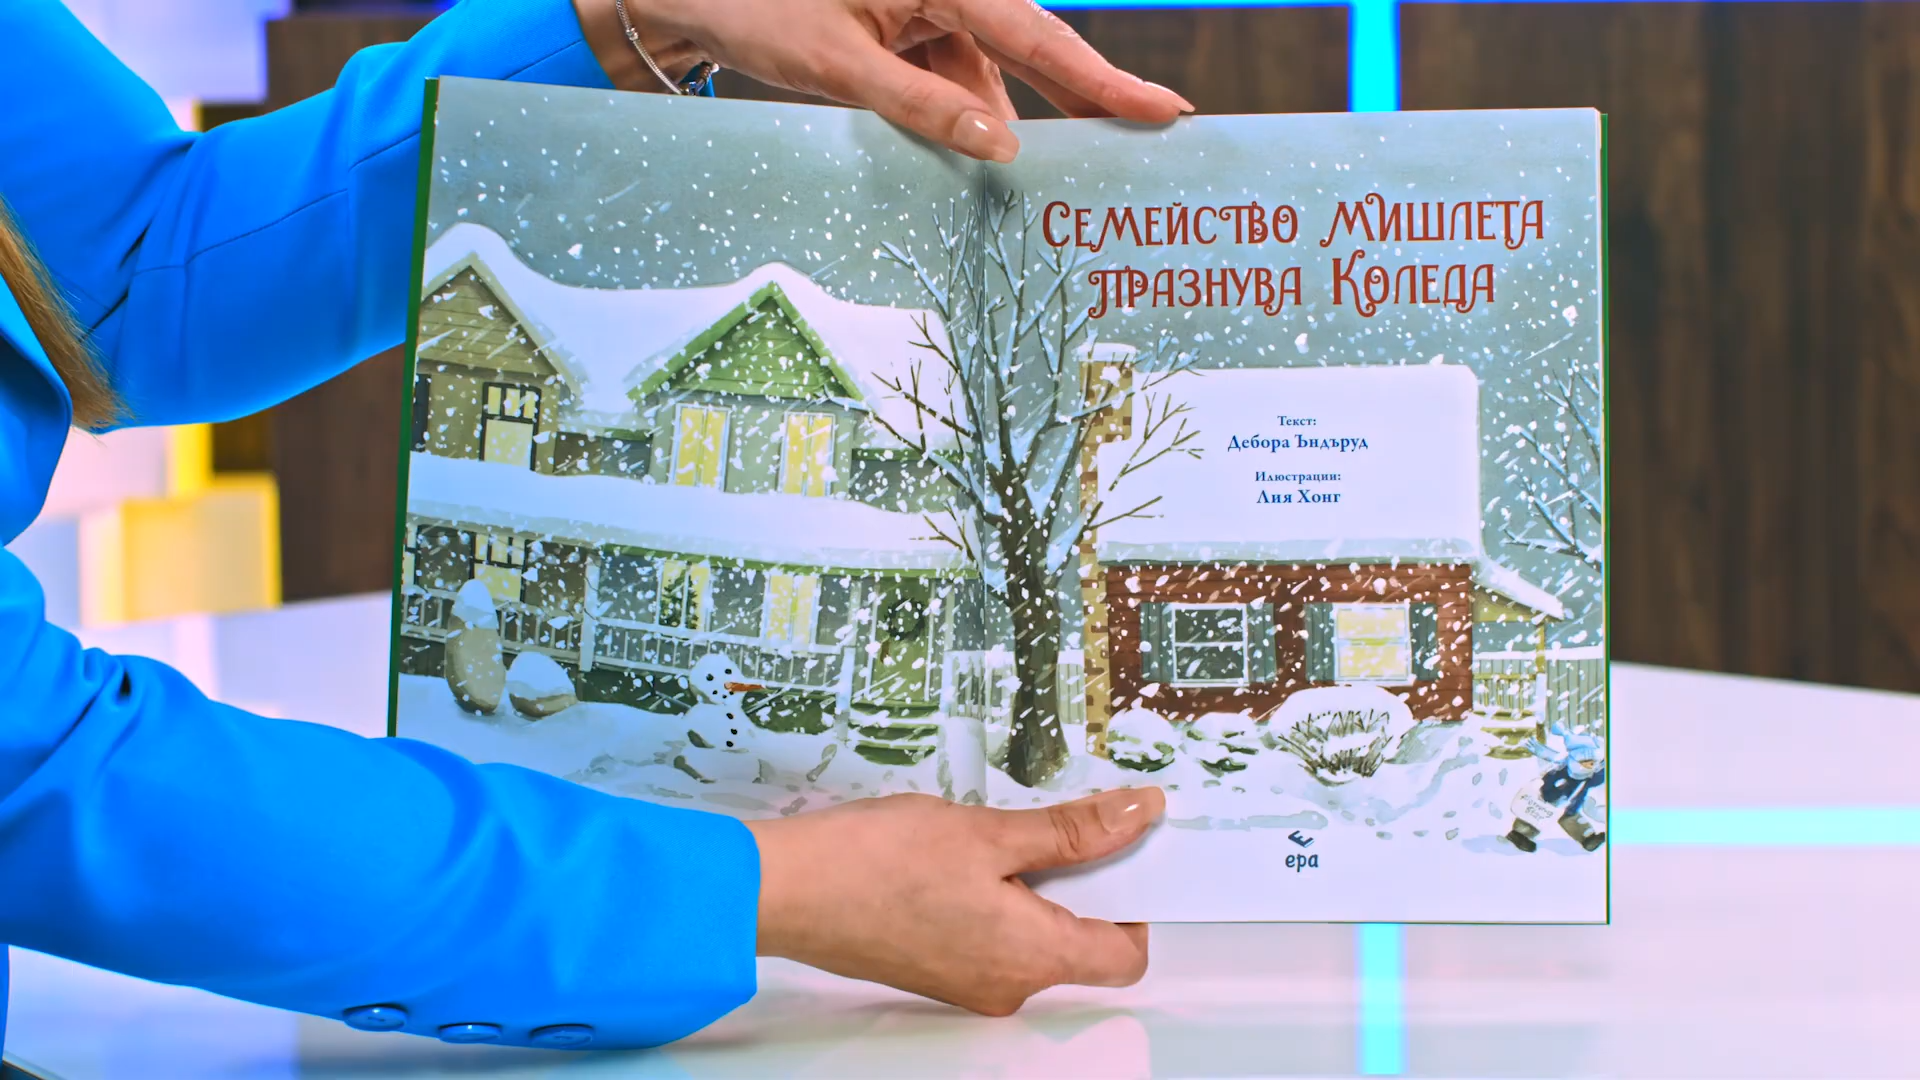 Семейство мишлета
празнува Коледа
Текст:
Дебора Ъндъруд
Илюстрации:
Лия Хонг
ера